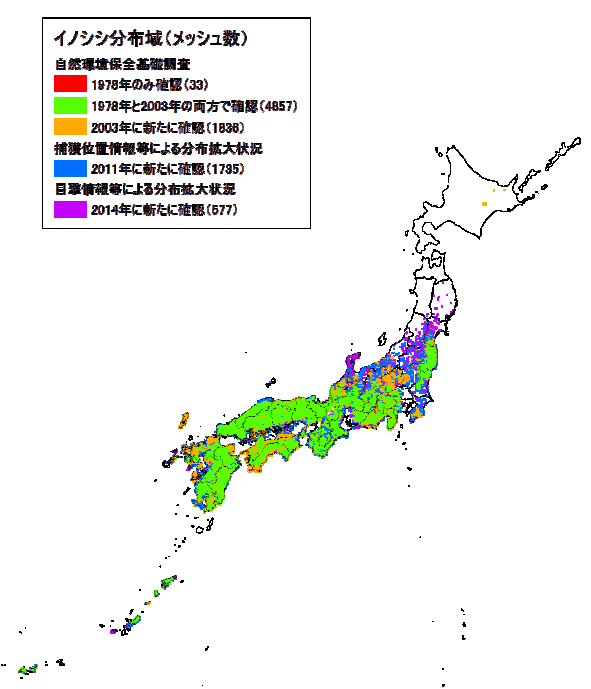 イノシシ分布域（メッシュ数）
自然環境保全基礎調査
1978年のみ確認（33）
1978年と2003年の両方で確認（4857）
2003年に新たに確認（1836）
捕獲位置情報等による分布拡大状況
2011年に新たに確認（1735）
目撃情報等による分布拡大状況
2014年に新たに確認（577）